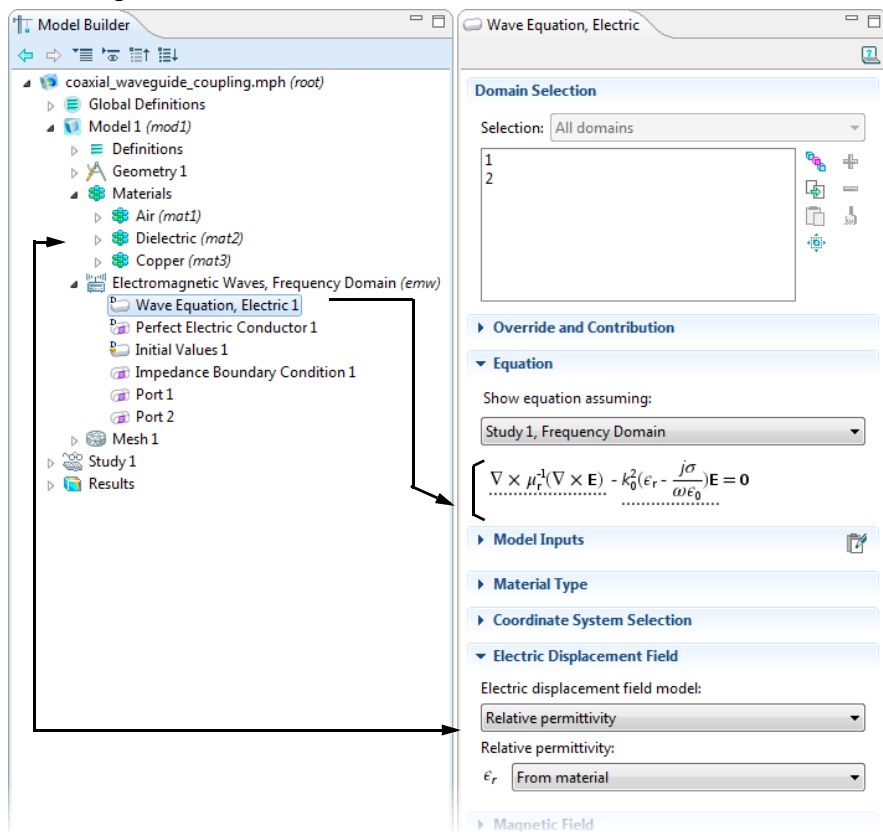 Model Builder
coaxial_waveguide_coupling.mph (root)
Global Definitions
Model 1 (mod1)
Definitions
Geometry 1
Materials
Air (mat1)
Dielectric (mat2)
Copper (mat3)
Electromagnetic Waves, Frequency Domain (emw)
Wave Equation, Electric 1
Perfect Electric Conductor 1
Initial Values 1
Impedance Boundary Condition 1
Port 1
Port 2
Mesh 1
Study 1
Results
Wave Equation, Electric
Domain Selection
Selection: All domains
1
2
Override and Contribution
Equation
Show equation assuming:
Study 1, Frequency Domain
∇ × μr⁻¹(∇ × E) - k₀²(ϵr - jσ/ωϵ₀)E = 0
Model Inputs
Material Type
Coordinate System Selection
Electric Displacement Field
Electric displacement field model:
Relative permittivity
Relative permittivity:
ϵr From material
Magnetic Field